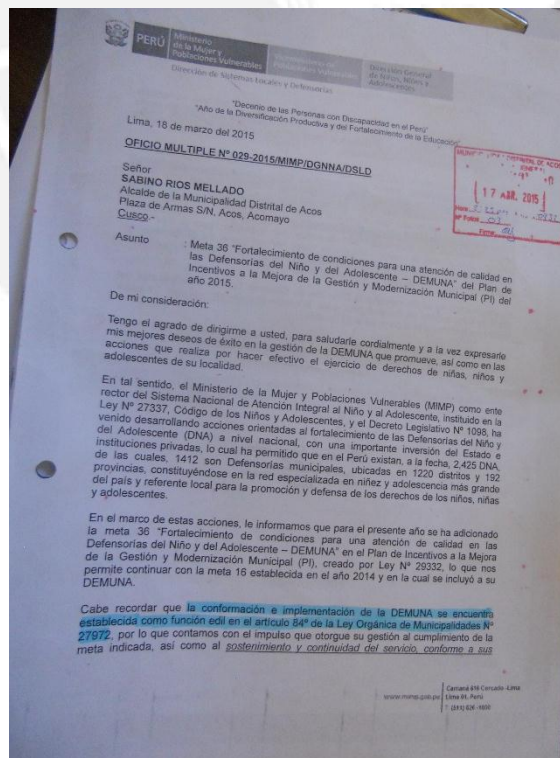 PERÚ
Ministerio
de la Mujer y
Poblaciones Vulnerables
Dirección General
de Niños, Niñas y
Adolescentes
Dirección de Sistemas Locales y Defensorías
"Decenio de las Personas con Discapacidad en el Perú"
"Año de la Diversificación Productiva y del Fortalecimiento de la Educación"
Lima, 18 de marzo del 2015
OFICIO MULTIPLE Nº 029-2015/MIMP/DGNNA/DSLD
17 ABR. 2015
Señor
SABINO RIOS MELLADO
Alcalde de la Municipalidad Distrital de Acos
Plaza de Armas S/N, Acos, Acomayo
Cusco.-
Asunto : Meta 36 "Fortalecimiento de condiciones para una atención de calidad en
las Defensorías del Niño y del Adolescente – DEMUNA" del Plan de
Incentivos a la Mejora de la Gestión y Modernización Municipal (PI) del
año 2015.
De mi consideración:
Tengo el agrado de dirigirme a usted, para saludarle cordialmente y a la vez expresarle
mis mejores deseos de éxito en la gestión de la DEMUNA que promueve, así como en las
acciones que realiza por hacer efectivo el ejercicio de derechos de niñas, niños y
adolescentes de su localidad.
En tal sentido, el Ministerio de la Mujer y Poblaciones Vulnerables (MIMP) como ente
rector del Sistema Nacional de Atención Integral al Niño y al Adolescente, instituido en la
Ley Nº 27337, Código de los Niños y Adolescentes, y el Decreto Legislativo Nº 1098, ha
venido desarrollando acciones orientadas al fortalecimiento de las Defensorías del Niño y
del Adolescente (DNA) a nivel nacional, con una importante inversión del Estado e
instituciones privadas, lo cual ha permitido que en el Perú existan, a la fecha, 2,425 DNA,
de las cuales, 1412 son Defensorías municipales, ubicadas en 1220 distritos y 192
provincias, constituyéndose en la red especializada en niñez y adolescencia más grande
del país y referente local para la promoción y defensa de los derechos de los niños, niñas
y adolescentes.
En el marco de estas acciones, le informamos que para el presente año se ha adicionado
la meta 36 "Fortalecimiento de condiciones para una atención de calidad en las
Defensorías del Niño y del Adolescente – DEMUNA" en el Plan de Incentivos a la Mejora
de la Gestión y Modernización Municipal (PI), creado por Ley Nº 29332, lo que nos
permite continuar con la meta 16 establecida en el año 2014 y en la cual se incluyó a su
DEMUNA.
Cabe recordar que la conformación e implementación de la DEMUNA se encuentra
establecida como función edil en el artículo 84º de la Ley Orgánica de Municipalidades Nº
27972, por lo que contamos con el impulso que otorgue su gestión al cumplimiento de la
meta indicada, así como al sostenimiento y continuidad del servicio, conforme a sus
www.mimp.gob.pe
Camaná 616 Cercado -Lima
Lima 01, Perú